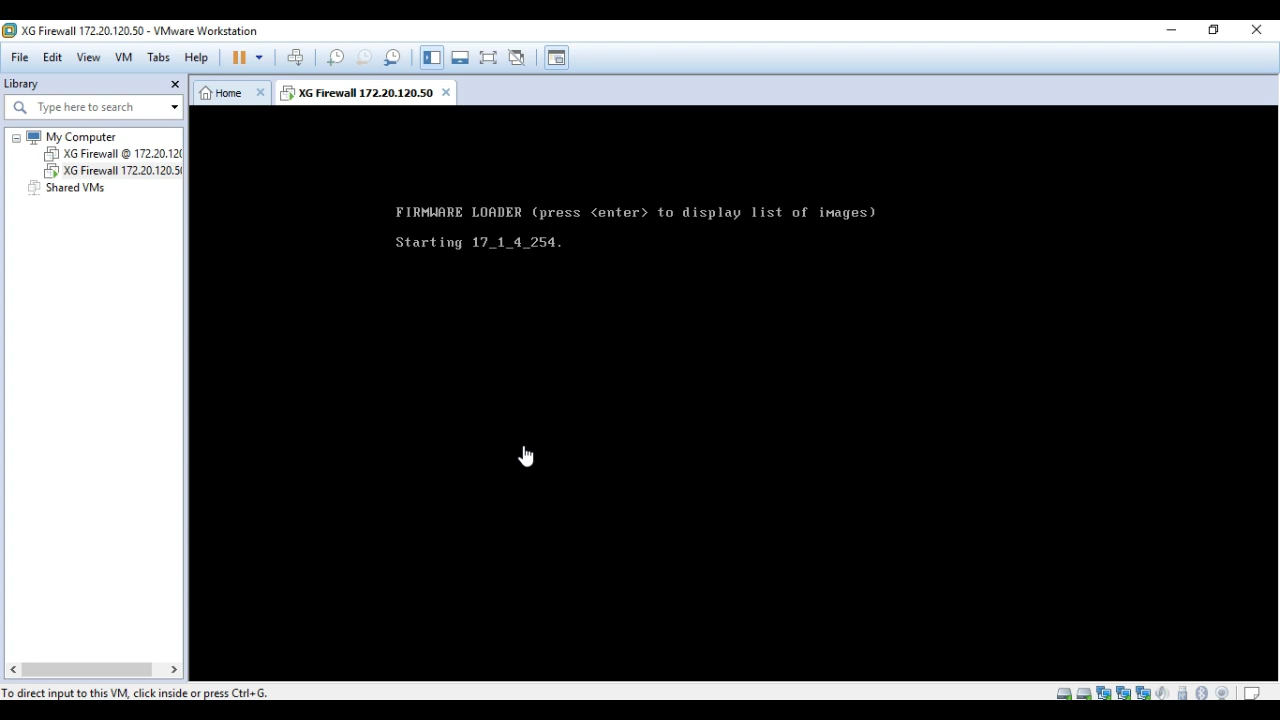 XG Firewall 172.20.120.50 - VMware Workstation
File Edit View VM Tabs Help
Library
Type here to search
My Computer
XG Firewall @ 172.20.120
XG Firewall 172.20.120.50
Shared VMs
Home
XG Firewall 172.20.120.50
FIRMWARE LOADER (press <enter> to display list of images)
Starting 17_1_4_254.
To direct input to this VM, click inside or press Ctrl+G.